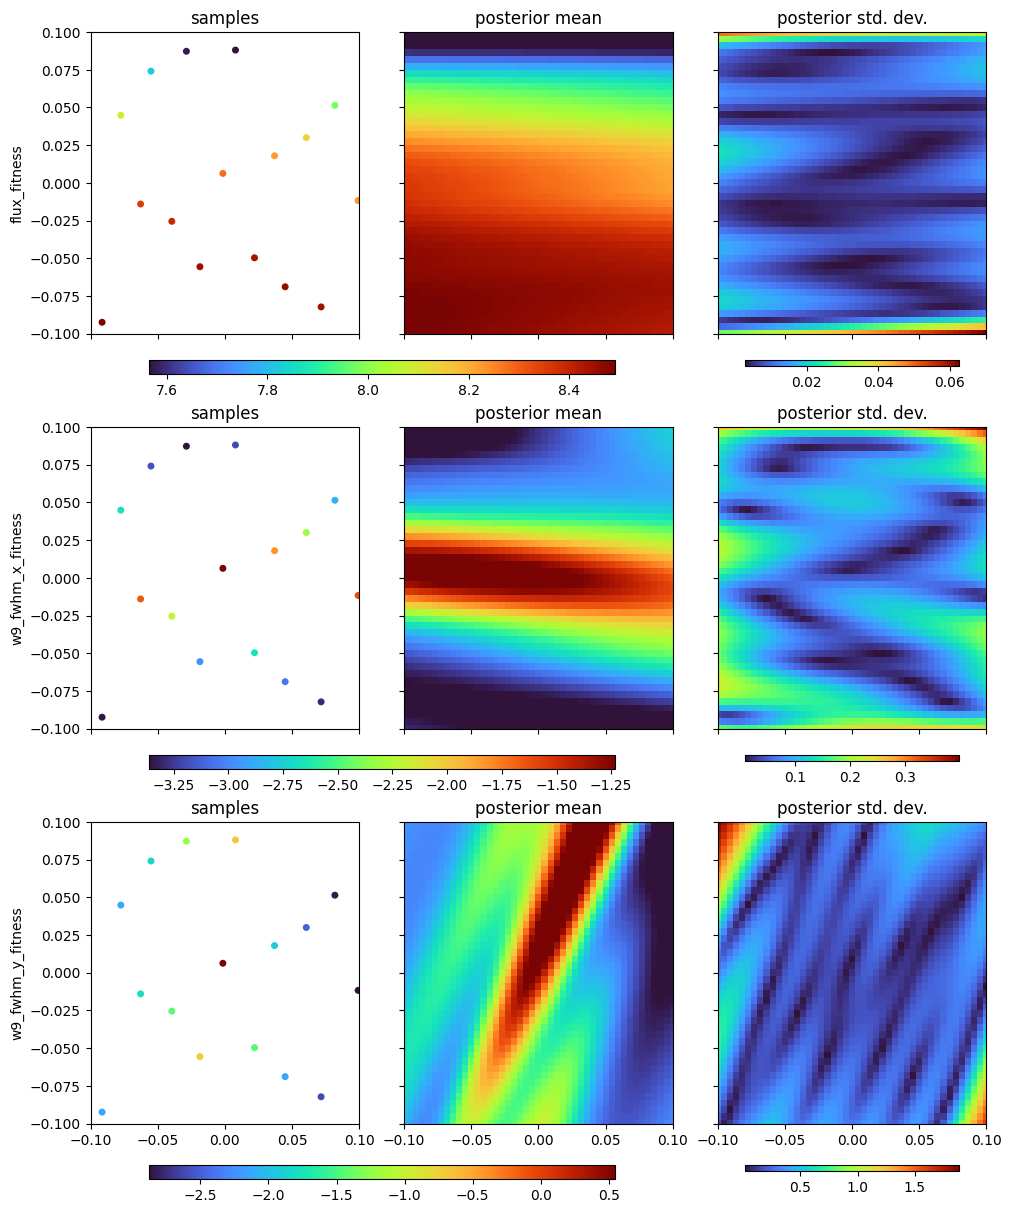 samples posterior mean posterior std. dev.
0.100
0.075
0.050
0.025
0.000
−0.025
−0.050
−0.075
−0.100
flux_fitness
7.6 7.8 8.0 8.2 8.4 0.02 0.04 0.06
samples posterior mean posterior std. dev.
0.100
0.075
0.050
0.025
0.000
−0.025
−0.050
−0.075
−0.100
w9_fwhm_x_fitness
−3.25 −3.00 −2.75 −2.50 −2.25 −2.00 −1.75 −1.50 −1.25 0.1 0.2 0.3
samples posterior mean posterior std. dev.
0.100
0.075
0.050
0.025
0.000
−0.025
−0.050
−0.075
−0.100
w9_fwhm_y_fitness
−0.10 −0.05 0.00 0.05 0.10 −0.10 −0.05 0.00 0.05 0.10 −0.10 −0.05 0.00 0.05 0.10
−2.5 −2.0 −1.5 −1.0 −0.5 0.0 0.5 0.5 1.0 1.5